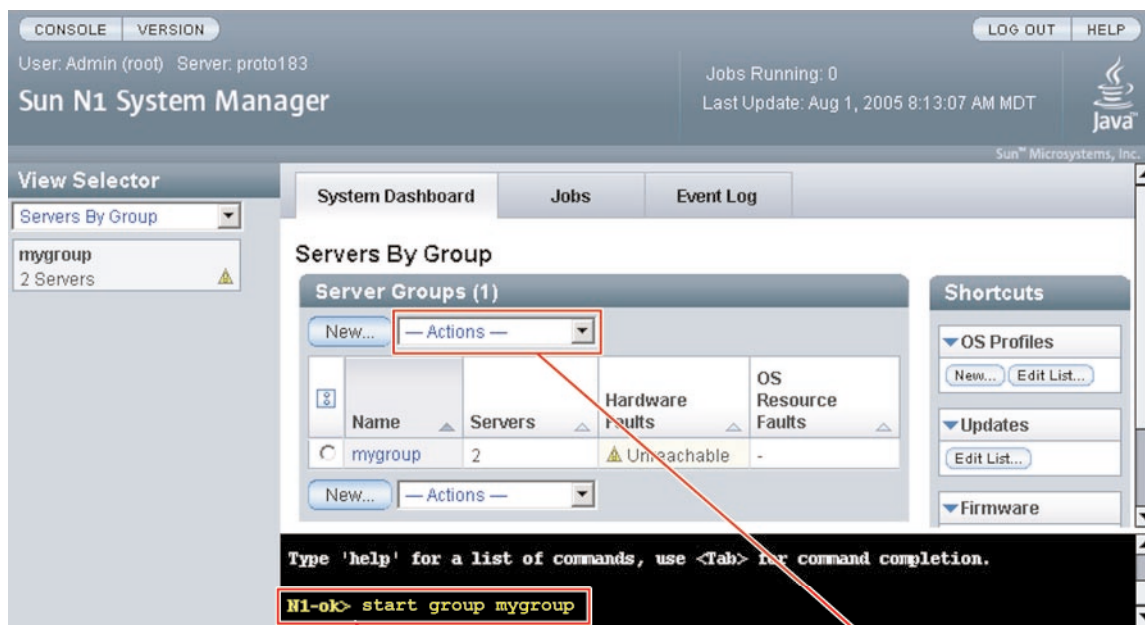 CONSOLE VERSION LOG OUT HELP
User: Admin (root) Server: proto183
Jobs Running: 0
Sun N1 System Manager
Last Update: Aug 1, 2005 8:13:07 AM MDT
Java™
Sun™ Microsystems, Inc.
View Selector
Servers By Group
mygroup
2 Servers
System Dashboard Jobs Event Log
Servers By Group
Server Groups (1)
New... — Actions —
Name Servers Hardware Faults OS Resource Faults
mygroup 2 Unreachable -
New... — Actions —
Shortcuts
OS Profiles
New... Edit List...
Updates
Edit List...
Firmware
Type 'help' for a list of commands, use <Tab> for command completion.
N1-ok> start group mygroup